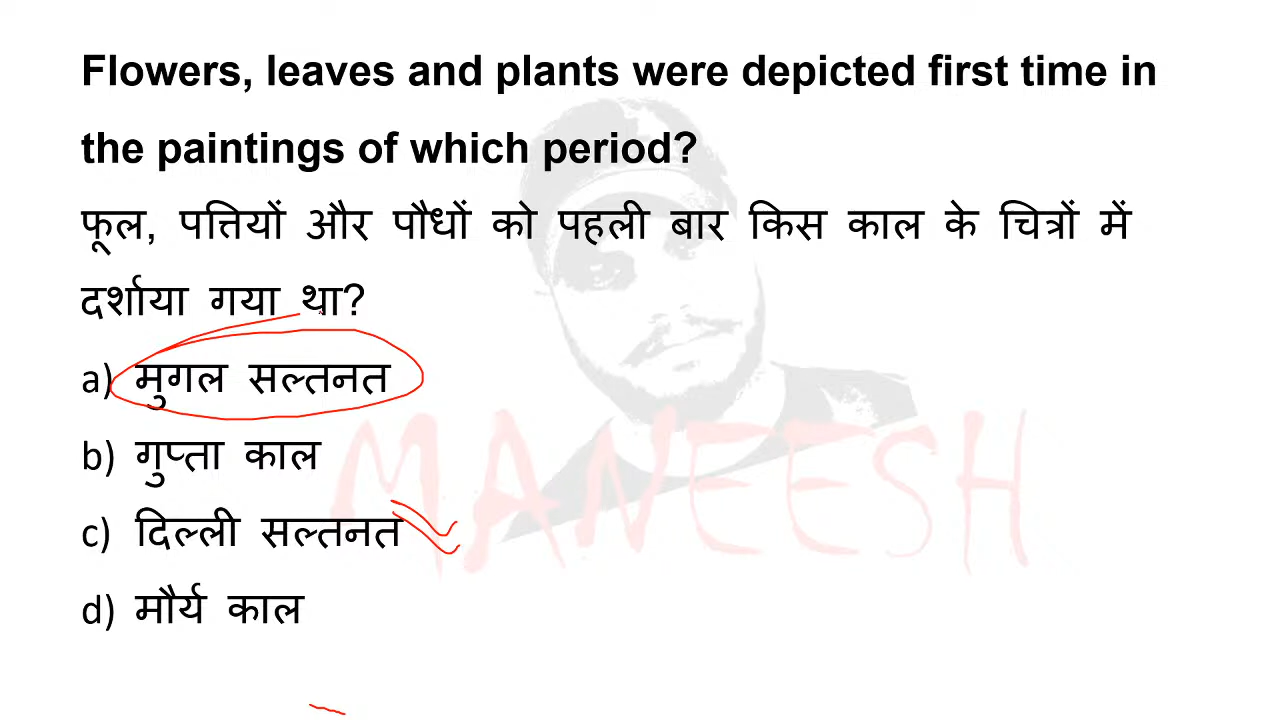 Flowers, leaves and plants were depicted first time in
the paintings of which period?
फूल, पत्तियों और पौधों को पहली बार किस काल के चित्रों में
दर्शाया गया था?
a) मुगल सल्तनत
b) गुप्ता काल
c) दिल्ली सल्तनत
d) मौर्य काल
MANEESH